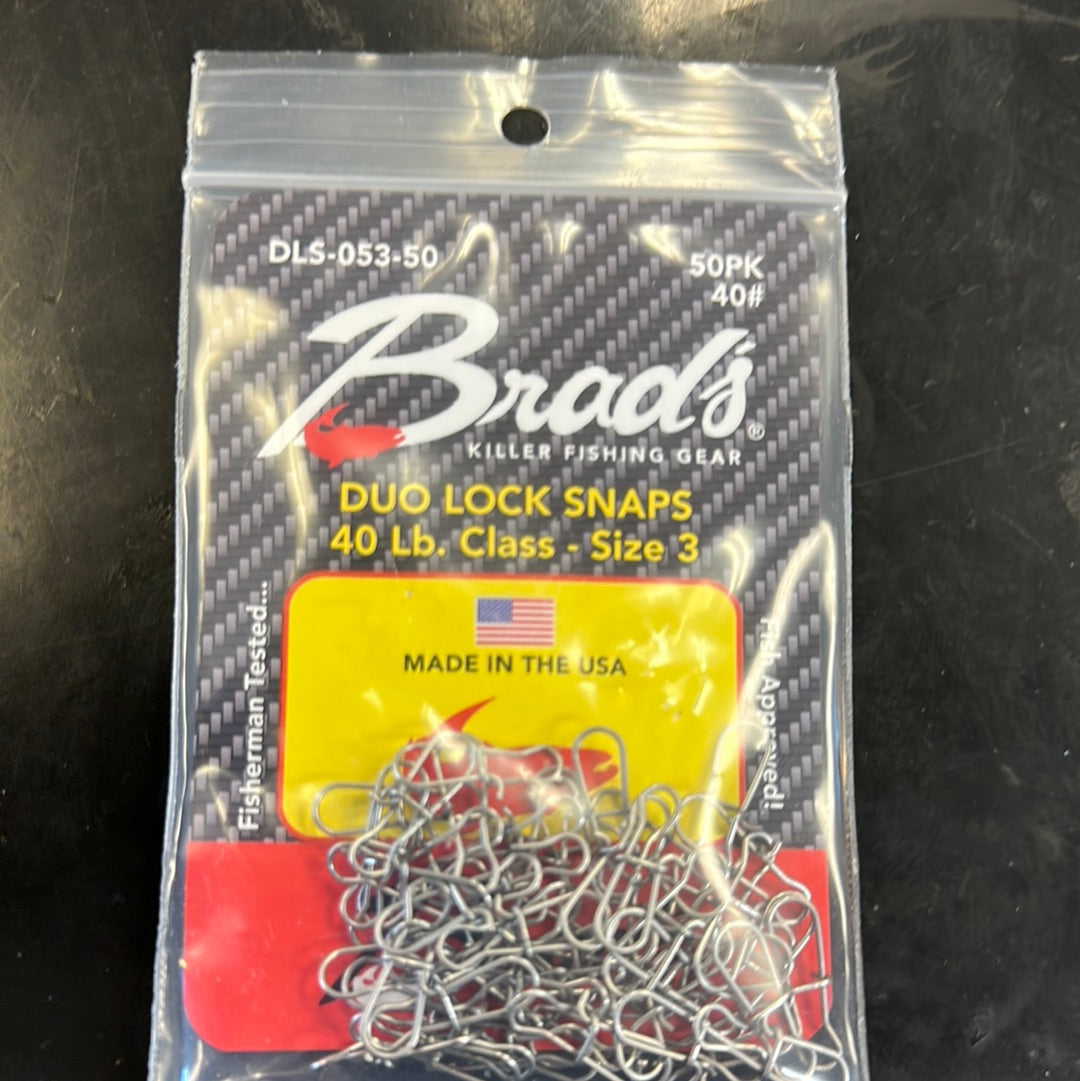 DLS-053-50
50PK
40#
Brad's®
KILLER FISHING GEAR
DUO LOCK SNAPS
40 Lb. Class - Size 3
MADE IN THE USA
Fisherman Tested...
Fish Approved!